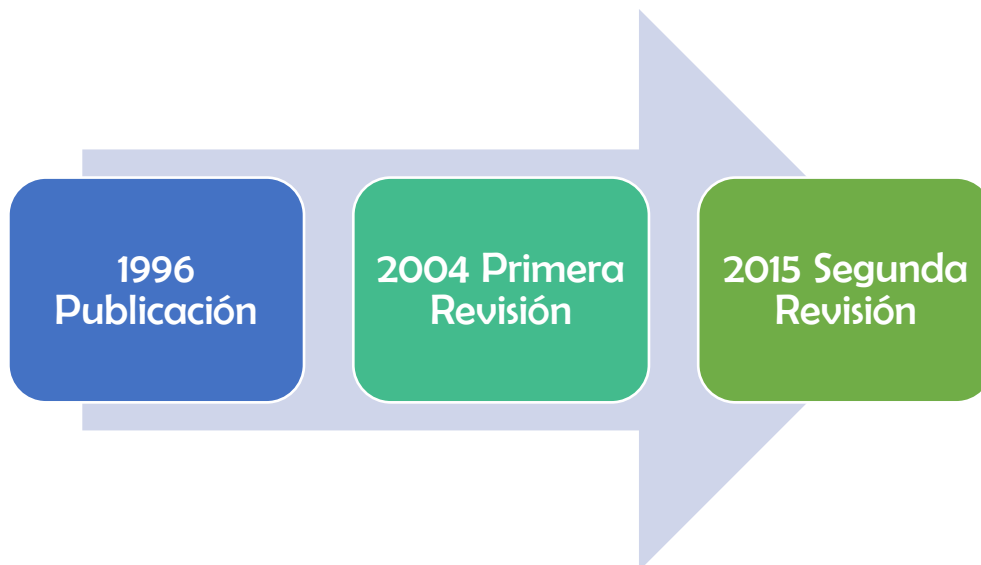 1996
Publicación
2004 Primera
Revisión
2015 Segunda
Revisión